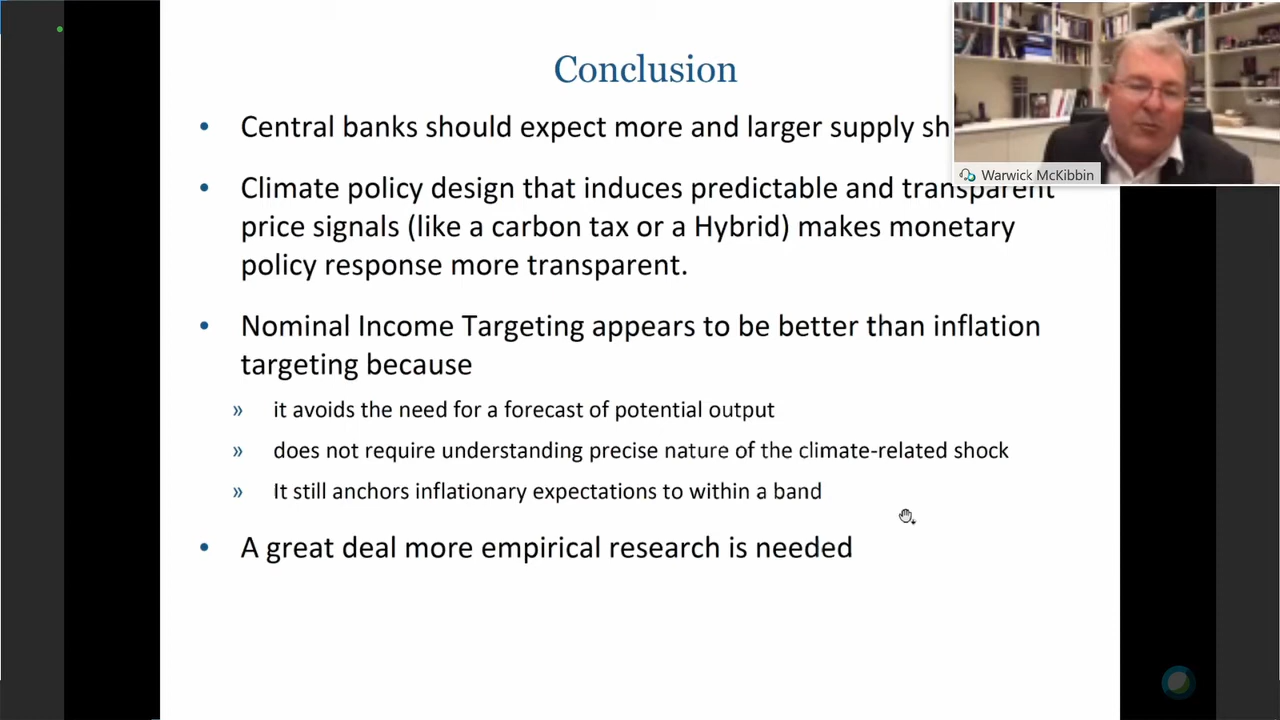 Conclusion
• Central banks should expect more and larger supply sh
Warwick McKibbin
• Climate policy design that induces predictable and transparent
price signals (like a carbon tax or a Hybrid) makes monetary
policy response more transparent.
• Nominal Income Targeting appears to be better than inflation
targeting because
» it avoids the need for a forecast of potential output
» does not require understanding precise nature of the climate-related shock
» It still anchors inflationary expectations to within a band
• A great deal more empirical research is needed